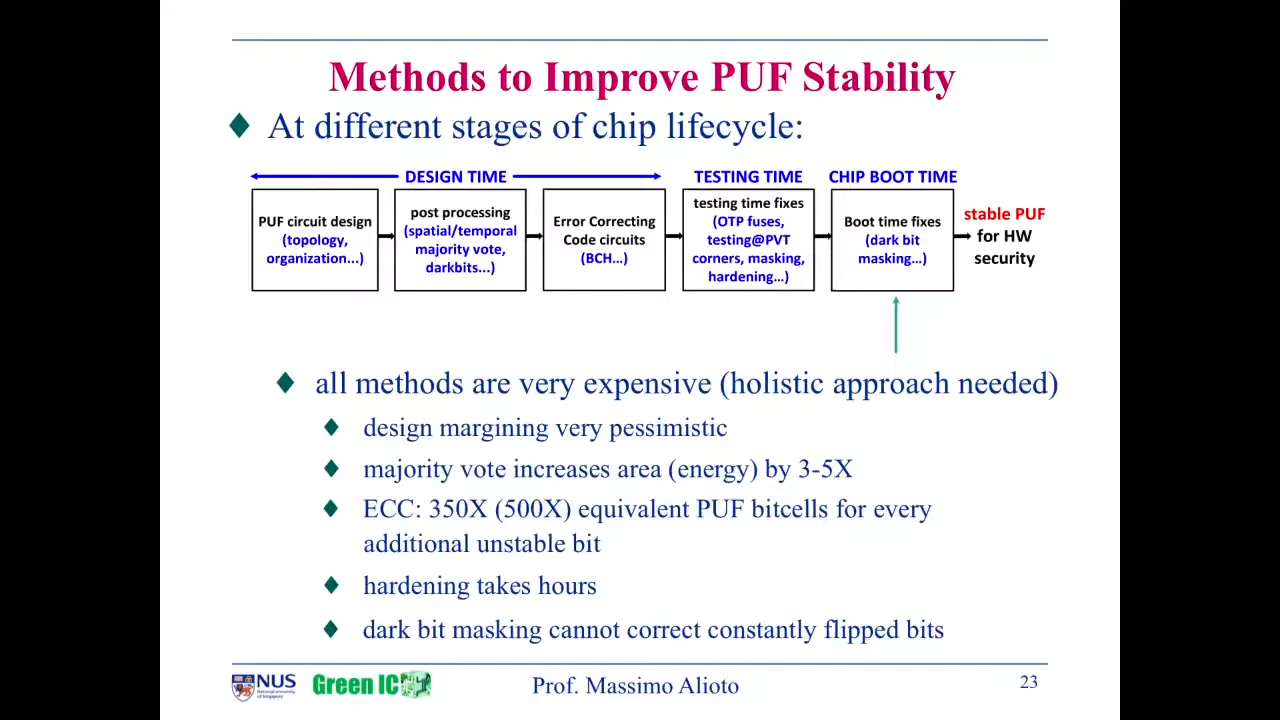 Methods to Improve PUF Stability
At different stages of chip lifecycle:
DESIGN TIME
TESTING TIME
CHIP BOOT TIME
PUF circuit design
(topology,
organization...)
post processing
(spatial/temporal
majority vote,
darkbits...)
Error Correcting
Code circuits
(BCH...)
testing time fixes
(OTP fuses,
testing@PVT
corners, masking,
hardening...)
Boot time fixes
(dark bit
masking...)
stable PUF
for HW
security
all methods are very expensive (holistic approach needed)
design margining very pessimistic
majority vote increases area (energy) by 3-5X
ECC: 350X (500X) equivalent PUF bitcells for every
additional unstable bit
hardening takes hours
dark bit masking cannot correct constantly flipped bits
NUS
National University
of Singapore
Green IC
Prof. Massimo Alioto
23